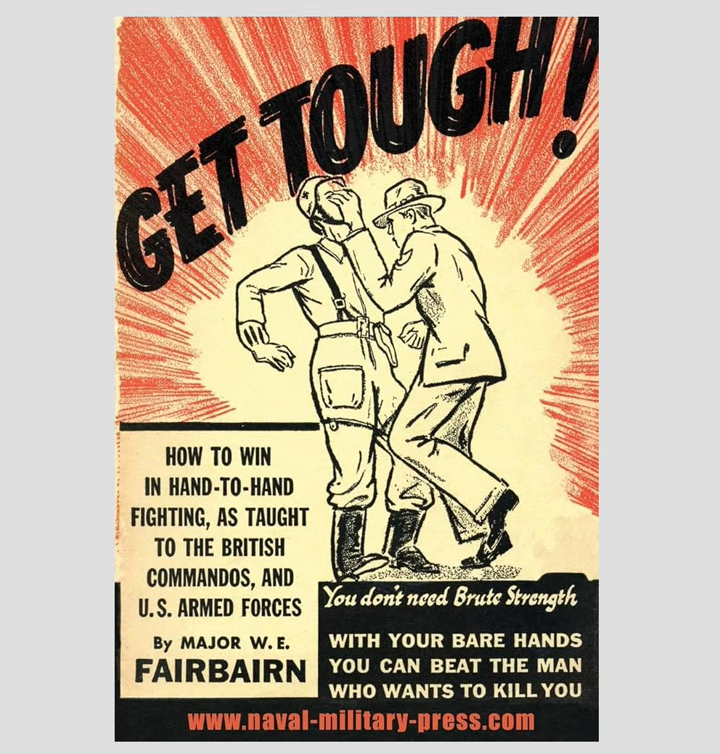 GET TOUGH!
HOW TO WIN
IN HAND-TO-HAND
FIGHTING, AS TAUGHT
TO THE BRITISH
COMMANDOS, AND
U.S. ARMED FORCES
By MAJOR W. E.
FAIRBAIRN
You don't need Brute Strength
WITH YOUR BARE HANDS
YOU CAN BEAT THE MAN
WHO WANTS TO KILL YOU
www.naval-military-press.com